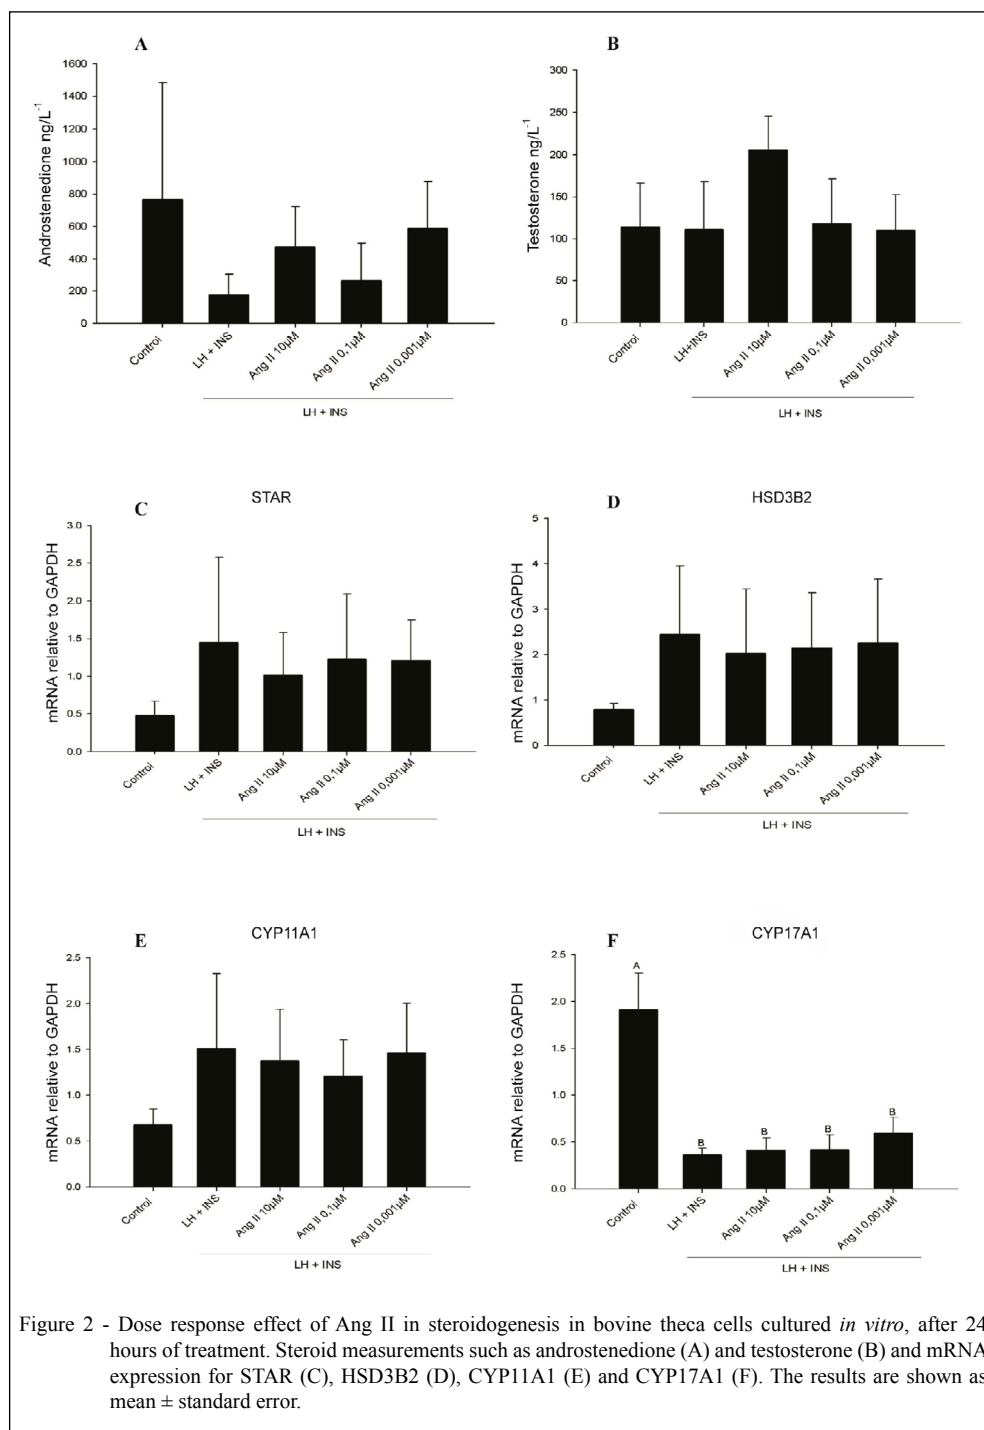 A
Androstenedione ng/L-1
1600
1400
1200
1000
800
600
400
200
0
Control
LH + INS
Ang II 10µM
Ang II 0,1µM
Ang II 0,001µM
LH + INS
B
Testosterone ng/L-1
300
250
200
150
100
50
0
Control
LH+INS
Ang II 10µM
Ang II 0,1µM
Ang II 0,001µM
LH + INS
C
STAR
mRNA relative to GAPDH
3.0
2.5
2.0
1.5
1.0
0.5
0.0
Control
LH + INS
Ang II 10µM
Ang II 0,1µM
Ang II 0,001µM
LH + INS
D
HSD3B2
mRNA relative to GAPDH
5
4
3
2
1
0
Control
LH + INS
Ang II 10µM
Ang II 0,1µM
Ang II 0,001µM
LH + INS
E
CYP11A1
mRNA relative to GAPDH
2.5
2.0
1.5
1.0
0.5
0.0
Control
LH + INS
Ang II 10µM
Ang II 0,1µM
Ang II 0,001µM
LH + INS
F
CYP17A1
mRNA relative to GAPDH
2.5
2.0
1.5
1.0
0.5
0.0
A
B
B
B
B
Control
LH + INS
Ang II 10µM
Ang II 0,1µM
Ang II 0,001µM
LH + INS
Figure 2 - Dose response effect of Ang II in steroidogenesis in bovine theca cells cultured in vitro, after 24
hours of treatment. Steroid measurements such as androstenedione (A) and testosterone (B) and mRNA
expression for STAR (C), HSD3B2 (D), CYP11A1 (E) and CYP17A1 (F). The results are shown as
mean ± standard error.